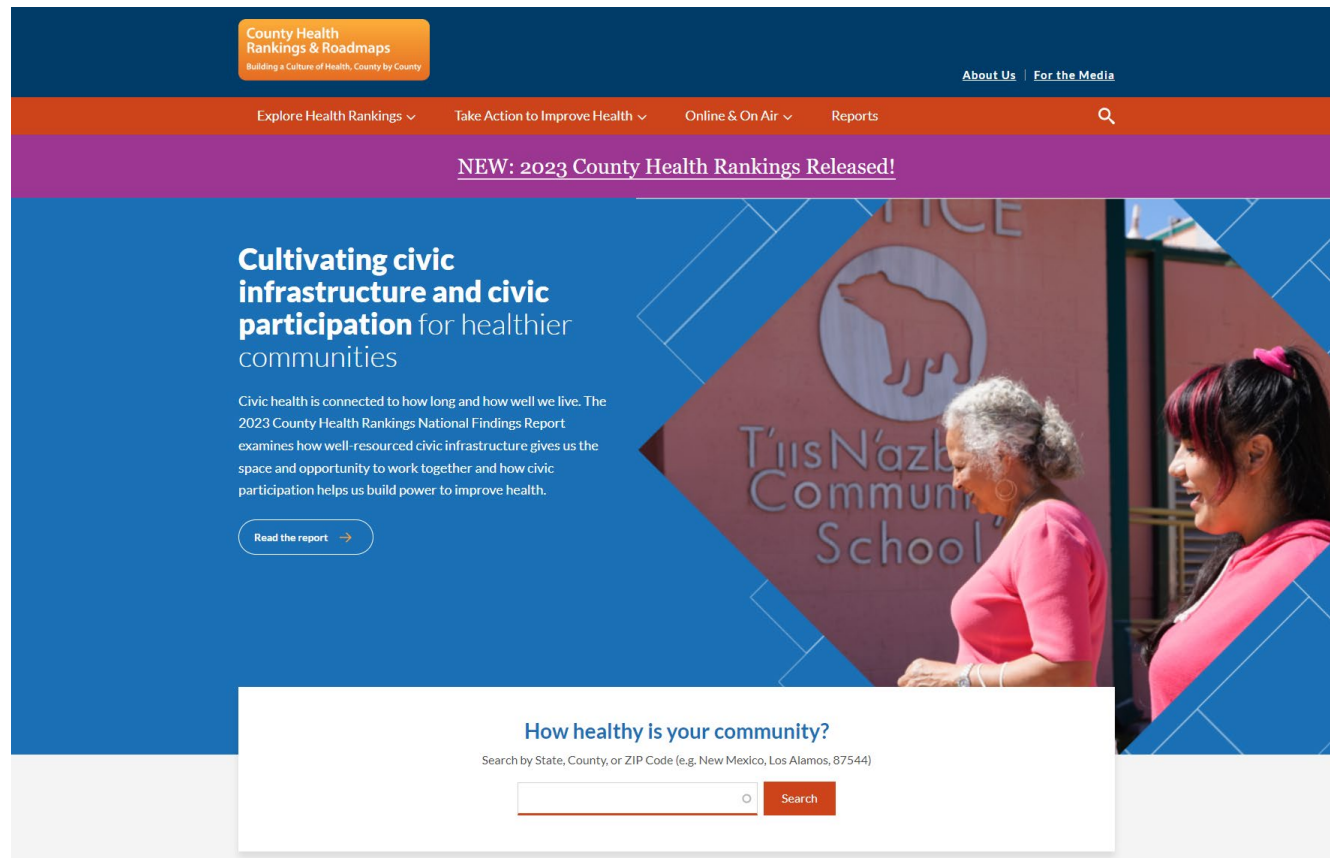 County Health
Rankings & Roadmaps
Building a Culture of Health, County by County
About Us | For the Media
Explore Health Rankings
Take Action to Improve Health
Online & On Air
Reports
NEW: 2023 County Health Rankings Released!
Cultivating civic
infrastructure and civic
participation for healthier
communities
Civic health is connected to how long and how well we live. The
2023 County Health Rankings National Findings Report
examines how well-resourced civic infrastructure gives us the
space and opportunity to work together and how civic
participation helps us build power to improve health.
Read the report →
T'iisNázb
Commun
School
How healthy is your community?
Search by State, County, or ZIP Code (e.g. New Mexico, Los Alamos, 87544)
Search